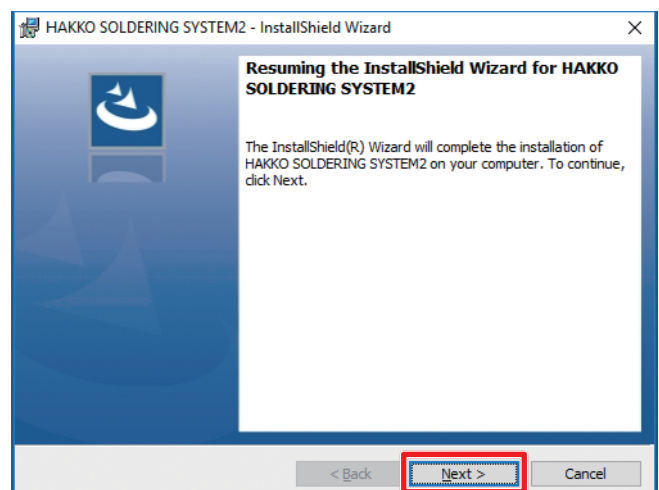 HAKKO SOLDERING SYSTEM2 - InstallShield Wizard
Resuming the InstallShield Wizard for HAKKO
SOLDERING SYSTEM2
The InstallShield(R) Wizard will complete the installation of
HAKKO SOLDERING SYSTEM2 on your computer. To continue,
click Next.
< Back Next > Cancel